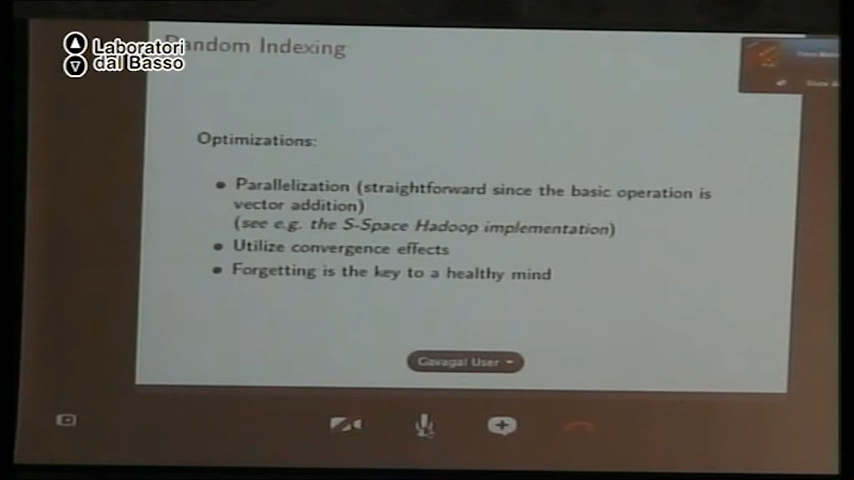 Laboratori
dal Basso
Random Indexing
Optimizations:
Parallelization (straightforward since the basic operation is
vector addition)
(see e.g. the S-Space Hadoop implementation)
Utilize convergence effects
Forgetting is the key to a healthy mind
Gavagai User